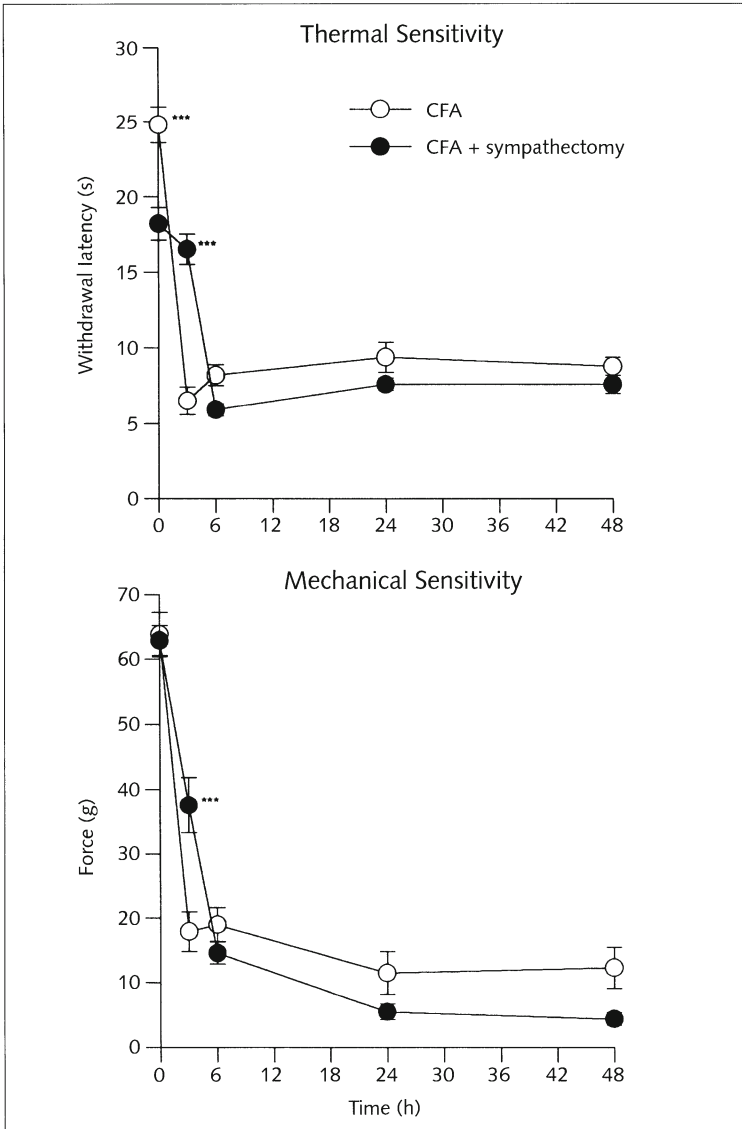 Thermal Sensitivity
30
25
20
15
10
5
0
Withdrawal latency (s)
***
***
CFA
CFA + sympathectomy
0 6 12 18 24 30 36 42 48
Mechanical Sensitivity
70
60
50
40
30
20
10
0
Force (g)
***
0 6 12 18 24 30 36 42 48
Time (h)